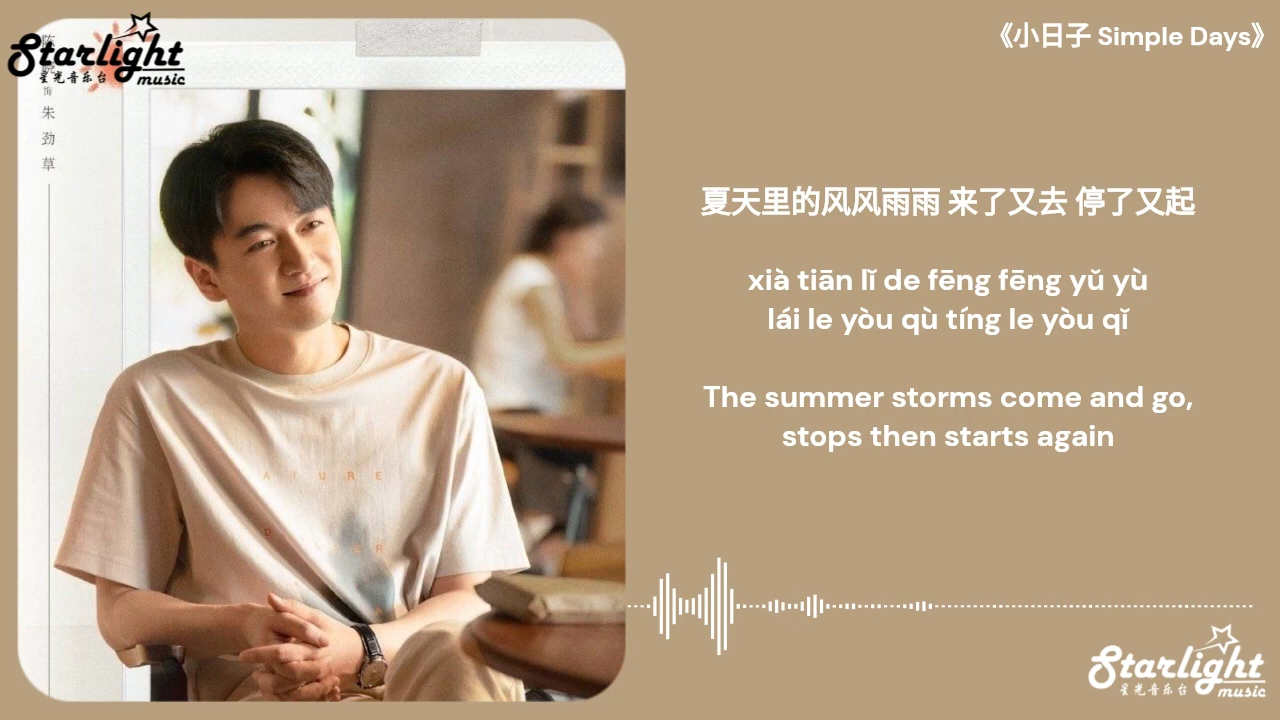 Starlight
星光音乐台
music
饰
朱
劲
草
《小日子 Simple Days》
夏天里的风风雨雨 来了又去 停了又起
xià tiān lǐ de fēng fēng yǔ yù
lái le yòu qù tíng le yòu qǐ
The summer storms come and go,
stops then starts again
ATURE
Starlight
星光音乐台
music